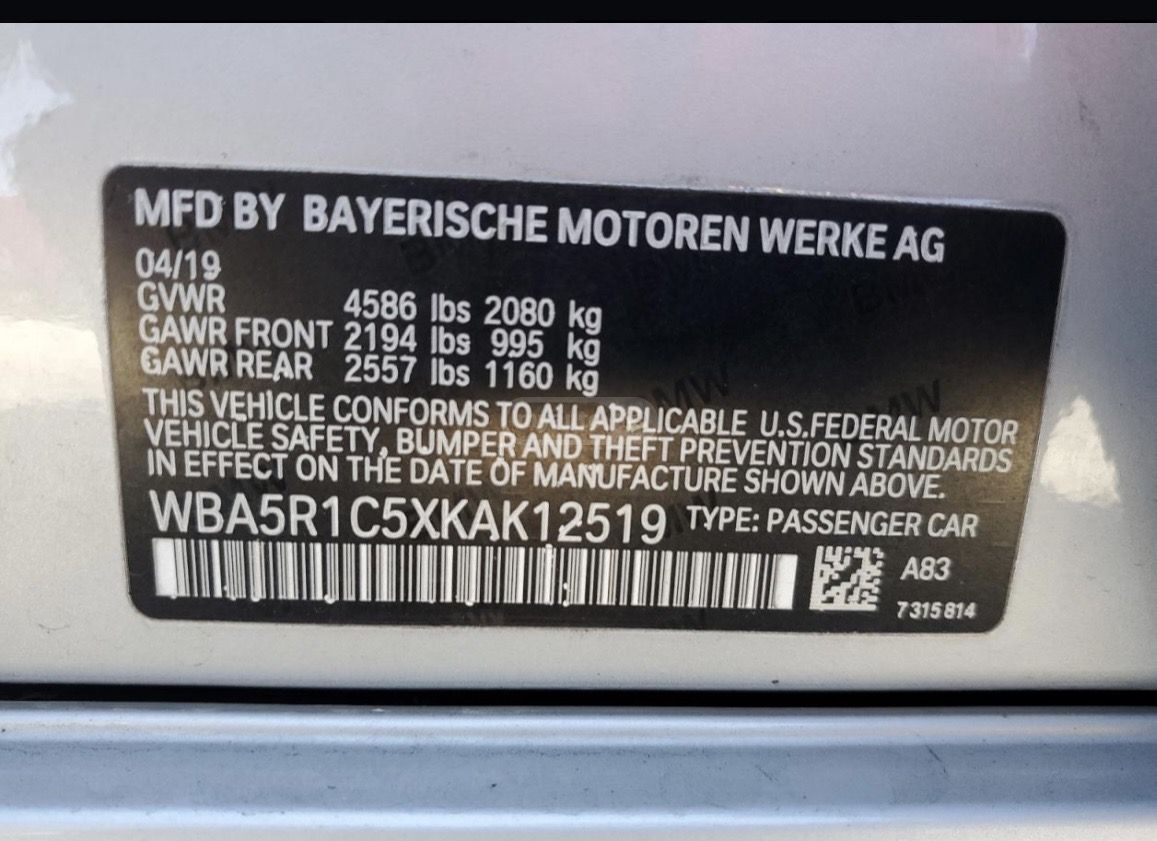 MFD BY BAYERISCHE MOTOREN WERKE AG
04/19
GVWR 4586 lbs 2080 kg
GAWR FRONT 2194 lbs 995 kg
GAWR REAR 2557 lbs 1160 kg
THIS VEHICLE CONFORMS TO ALL APPLICABLE U.S.FEDERAL MOTOR
VEHICLE SAFETY, BUMPER AND THEFT PREVENTION STANDARDS
IN EFFECT ON THE DATE OF MANUFACTURE SHOWN ABOVE.
WBA5R1C5XKAK12519 TYPE: PASSENGER CAR
A83
7315814